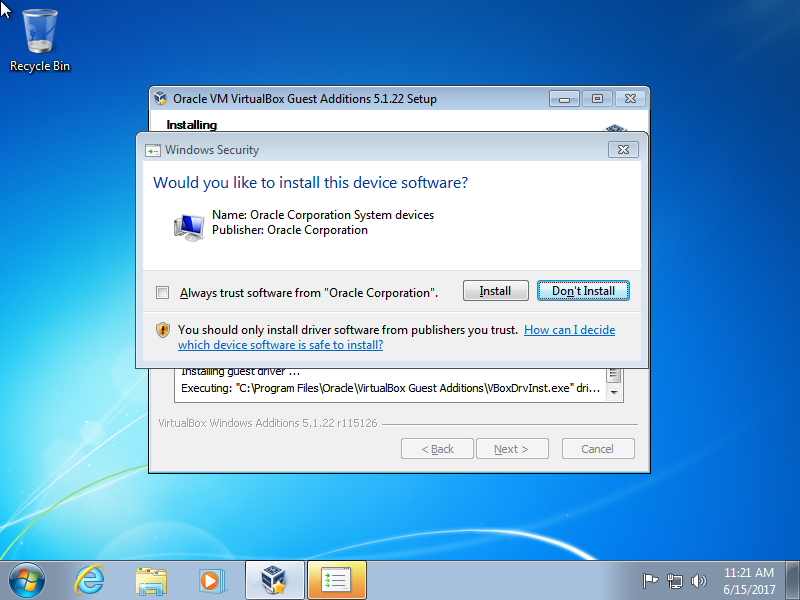 Recycle Bin
Oracle VM VirtualBox Guest Additions 5.1.22 Setup
Installing
Windows Security
Would you like to install this device software?
Name: Oracle Corporation System devices
Publisher: Oracle Corporation
Always trust software from "Oracle Corporation".
Install
Don't Install
You should only install driver software from publishers you trust. How can I decide
which device software is safe to install?
Installing guest driver ...
Executing: "C:\Program Files\Oracle\VirtualBox Guest Additions\VBoxDrvInst.exe" dri...
VirtualBox Windows Additions 5.1.22 r115126
< Back
Next >
Cancel
11:21 AM
6/15/2017